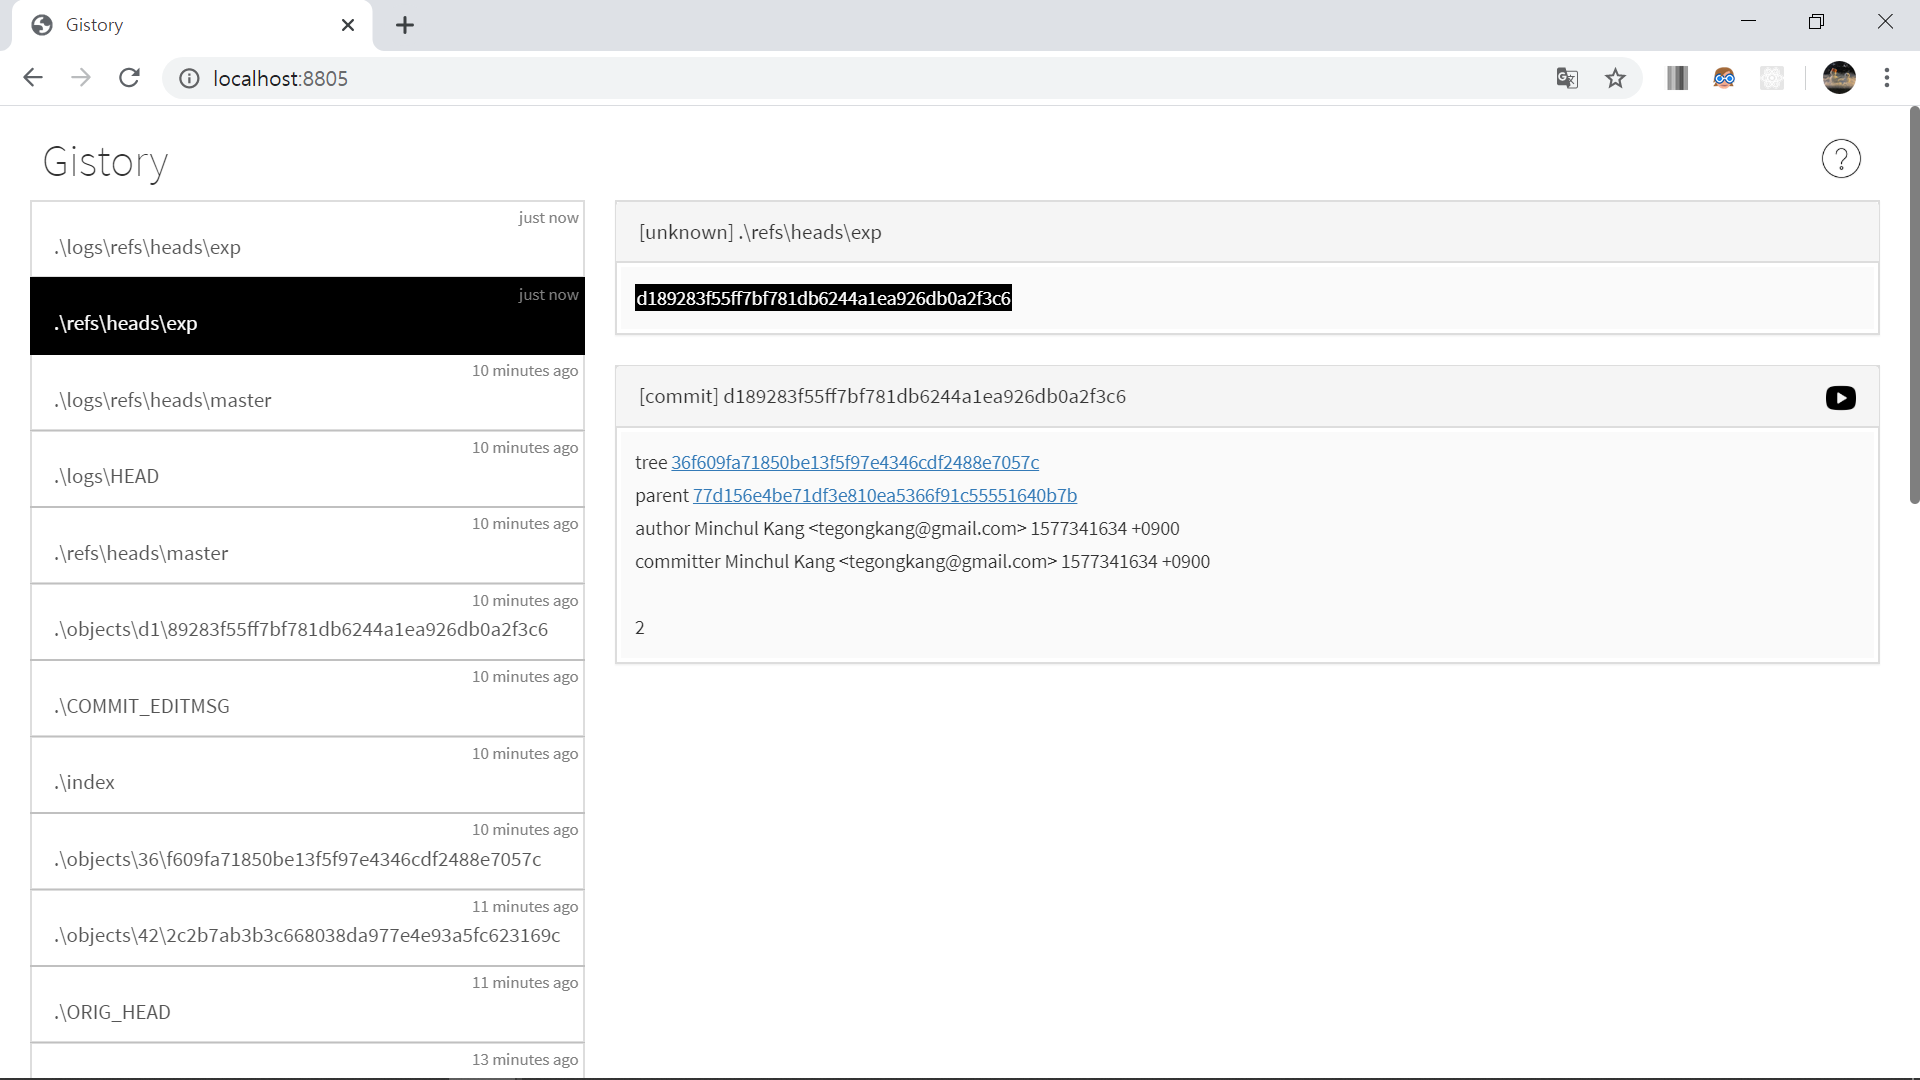 Gistory
localhost:8805
Gistory
?
just now
.\logs\refs\heads\exp
just now
.\refs\heads\exp
10 minutes ago
.\logs\refs\heads\master
10 minutes ago
.\logs\HEAD
10 minutes ago
.\refs\heads\master
10 minutes ago
.\objects\d1\89283f55ff7bf781db6244a1ea926db0a2f3c6
10 minutes ago
.\COMMIT_EDITMSG
10 minutes ago
.\index
10 minutes ago
.\objects\36\f609fa71850be13f5f97e4346cdf2488e7057c
11 minutes ago
.\objects\42\2c2b7ab3b3c668038da977e4e93a5fc623169c
11 minutes ago
.\ORIG_HEAD
13 minutes ago
[unknown] .\refs\heads\exp
d189283f55ff7bf781db6244a1ea926db0a2f3c6
[commit] d189283f55ff7bf781db6244a1ea926db0a2f3c6
tree 36f609fa71850be13f5f97e4346cdf2488e7057c
parent 77d156e4be71df3e810ea5366f91c55551640b7b
author Minchul Kang <tegongkang@gmail.com> 1577341634 +0900
committer Minchul Kang <tegongkang@gmail.com> 1577341634 +0900
2